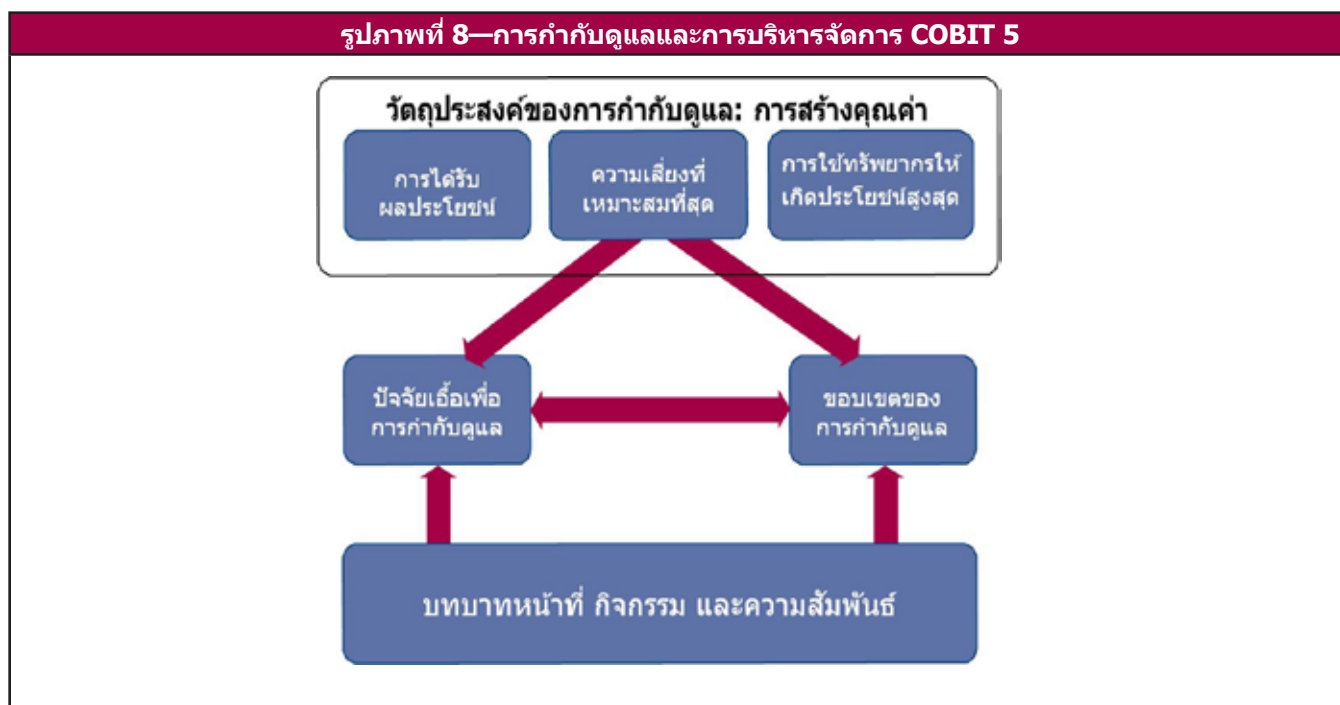 รูปภาพที่ 8—การกำกับดูแลและการบริหารจัดการ COBIT 5
วัตถุประสงค์ของการกำกับดูแล: การสร้างคุณค่า
การได้รับ
ผลประโยชน์
ความเสี่ยงที่
เหมาะสมที่สุด
การใช้ทรัพยากรให้
เกิดประโยชน์สูงสุด
ปัจจัยเอื้อเพื่อ
การกำกับดูแล
ขอบเขตของ
การกำกับดูแล
บทบาทหน้าที่ กิจกรรม และความสัมพันธ์